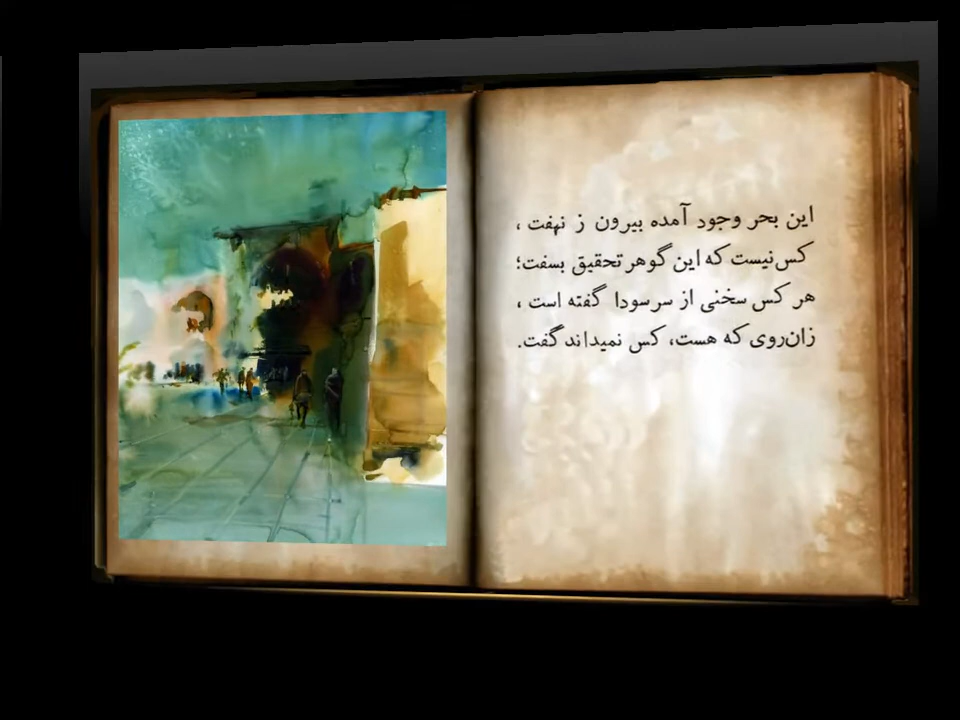 این بحر وجود آمده بیرون ز نهفت ،
کس نیست که این گوهر تحقیق بسفت؛
هر کس سخنی از سر سودا گفته است ،
زان‌روی که هست، کس نمیداند گفت.